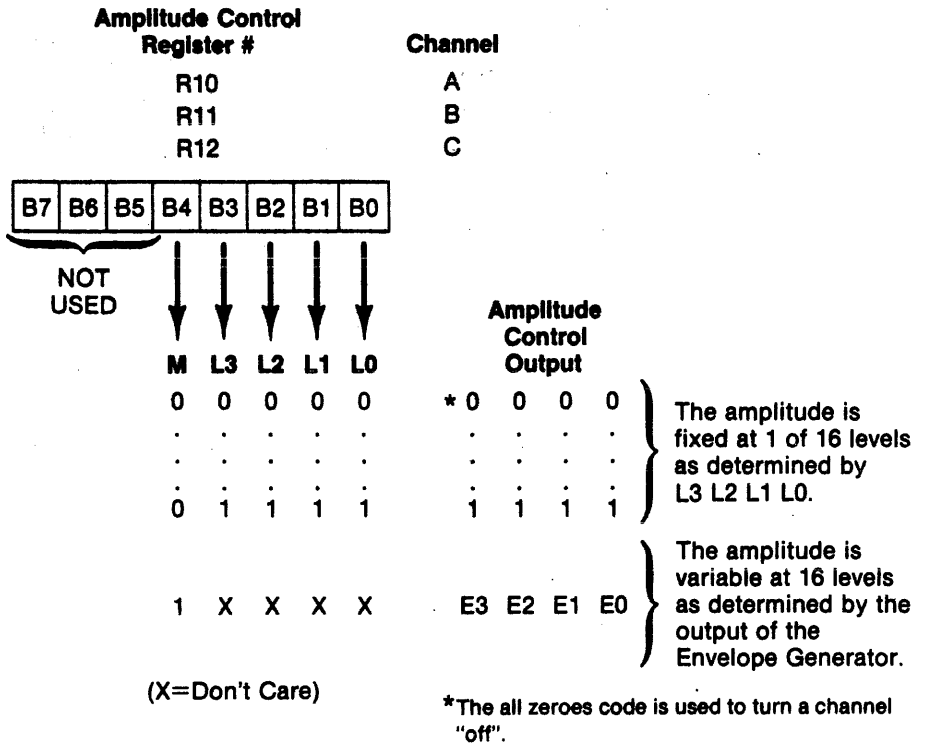 Amplitude Control
Register #
Channel
R10 A
R11 B
R12 C
B7 B6 B5 B4 B3 B2 B1 B0
NOT
USED
Amplitude
Control
Output
M L3 L2 L1 L0
0 0 0 0 0 * 0 0 0 0
. . . . . . . . .
. . . . . . . . .
. . . . . . . . .
0 1 1 1 1 1 1 1 1
The amplitude is
fixed at 1 of 16 levels
as determined by
L3 L2 L1 L0.
1 X X X X E3 E2 E1 E0
The amplitude is
variable at 16 levels
as determined by the
output of the
Envelope Generator.
(X=Don't Care)
*The all zeroes code is used to turn a channel
"off".